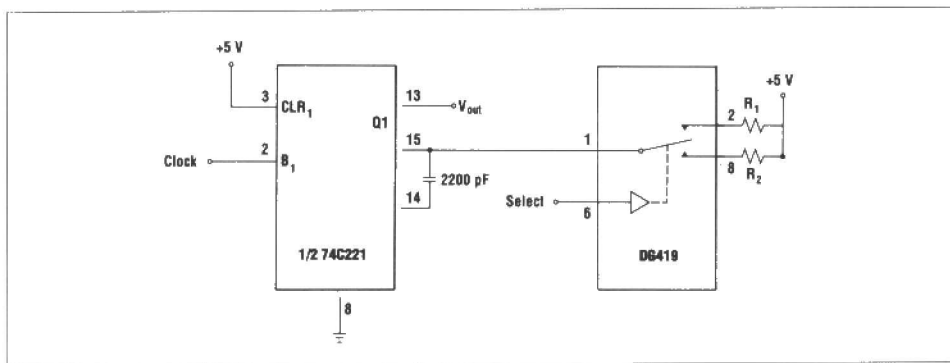 +5 V
3
CLR1
13
Vout
Q1
Clock
2
B1
15
14
2200 pF
1/2 74C221
8
1
Select
6
DG419
2
R1
+5 V
8
R2